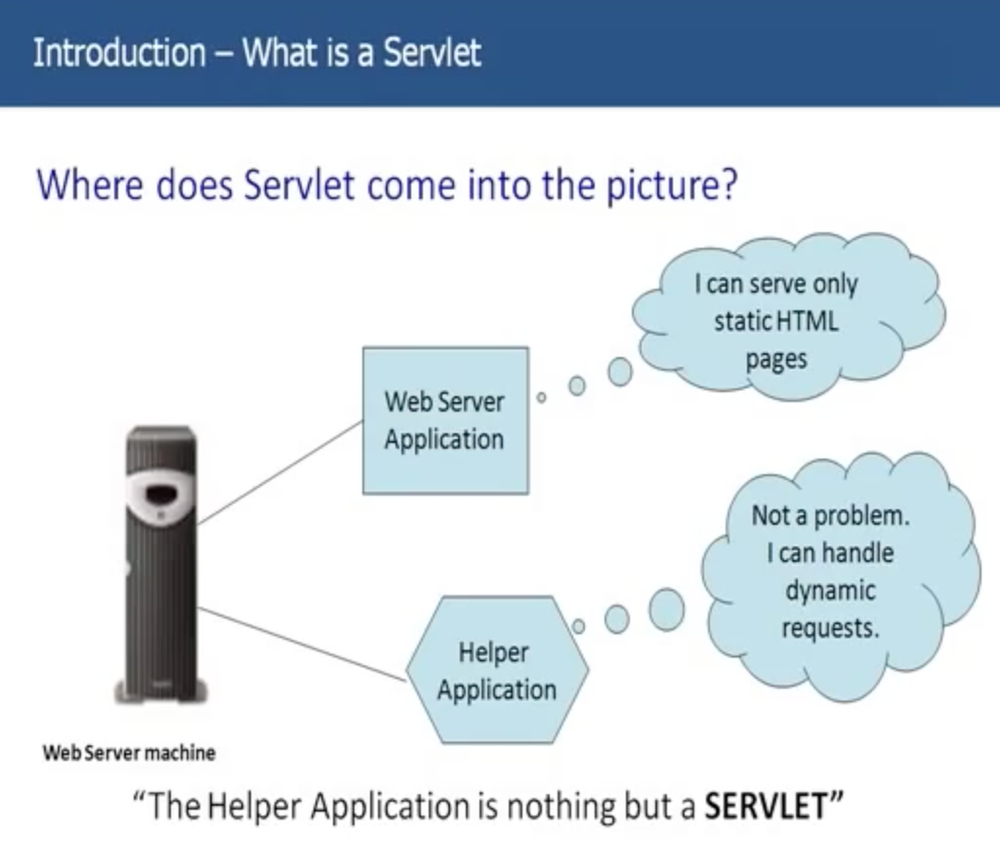 Introduction – What is a Servlet
Where does Servlet come into the picture?
I can serve only
static HTML
pages
Web Server
Application
Not a problem.
I can handle
dynamic
requests.
Helper
Application
Web Server machine
“The Helper Application is nothing but a SERVLET”